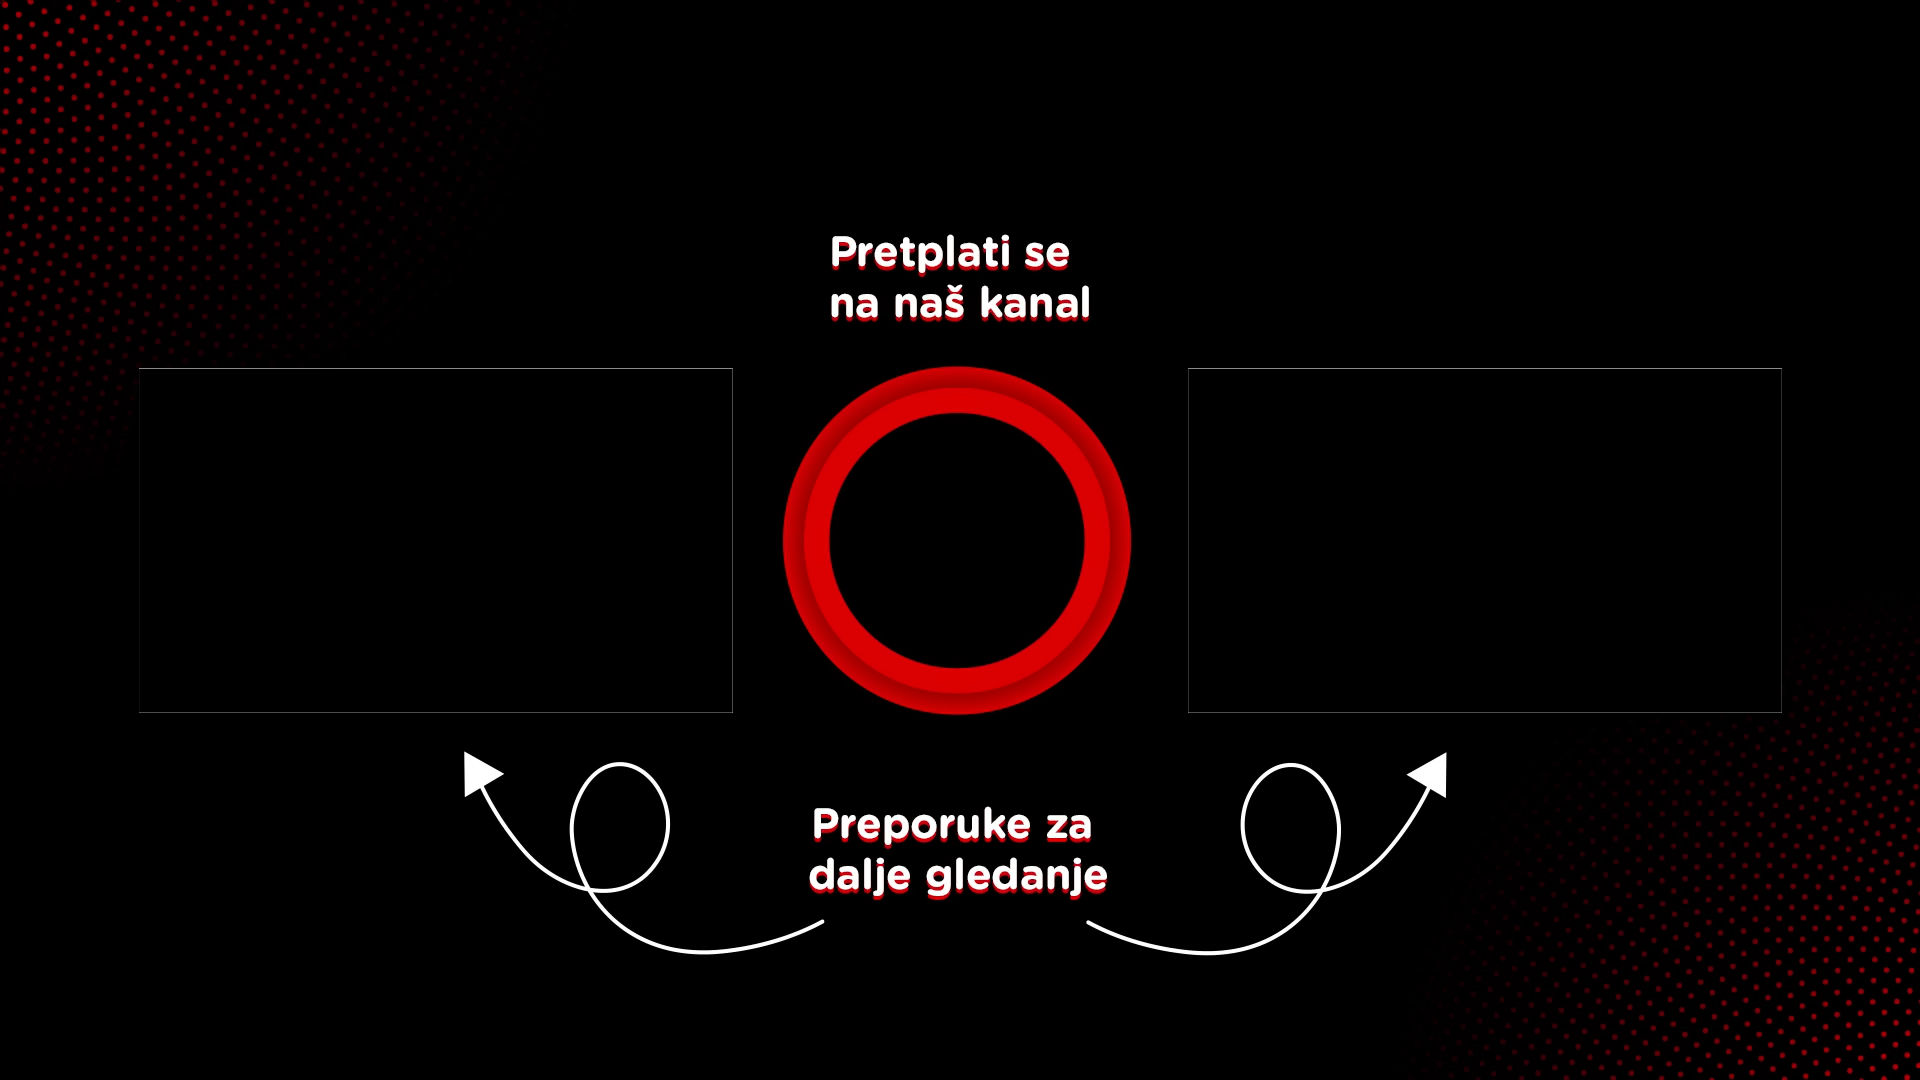 Pretplati se
na naš kanal
Preporuke za
dalje gledanje